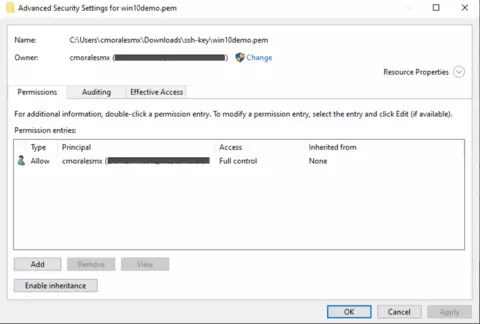 Advanced Security Settings for win10demo.pem
Name: C:\Users\cmoralesmx\Downloads\ssh-key\win10demo.pem
Owner: cmoralesmx ( ) Change
Resource Properties
Permissions Auditing Effective Access
For additional information, double-click a permission entry. To modify a permission entry, select the entry and click Edit (if available).
Permission entries:
Type Principal Access Inherited from
Allow cmoralesmx ( Full control None
Add Remove View
Enable inheritance
OK Cancel Apply